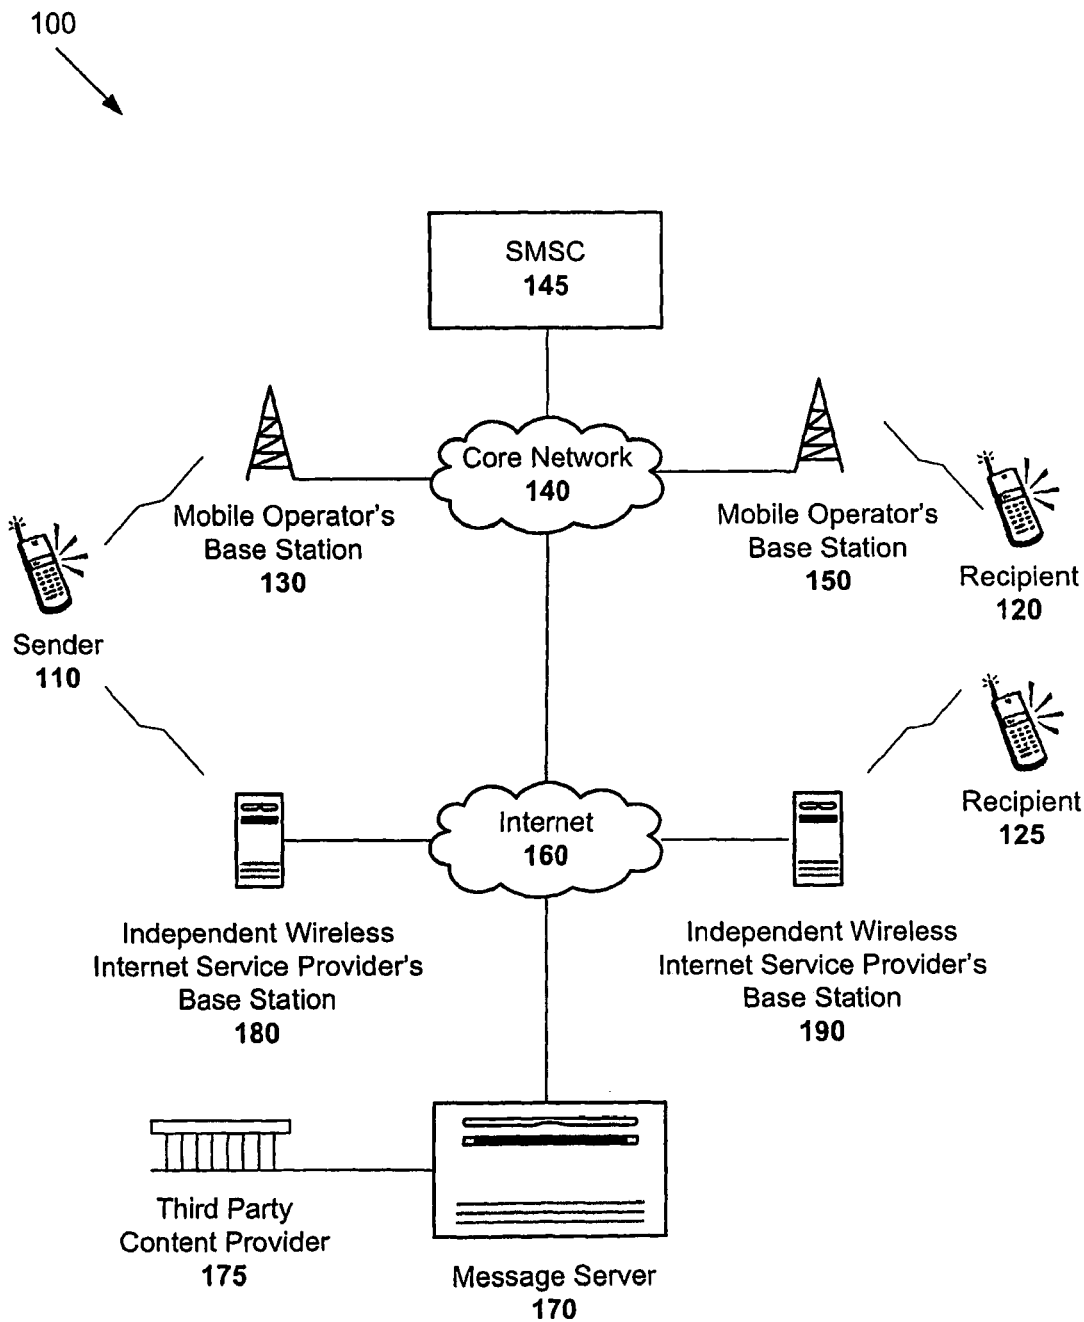 100
SMSC
145
Core Network
140
Mobile Operator's
Base Station
130
Mobile Operator's
Base Station
150
Sender
110
Recipient
120
Recipient
125
Internet
160
Independent Wireless
Internet Service Provider's
Base Station
180
Independent Wireless
Internet Service Provider's
Base Station
190
Third Party
Content Provider
175
Message Server
170